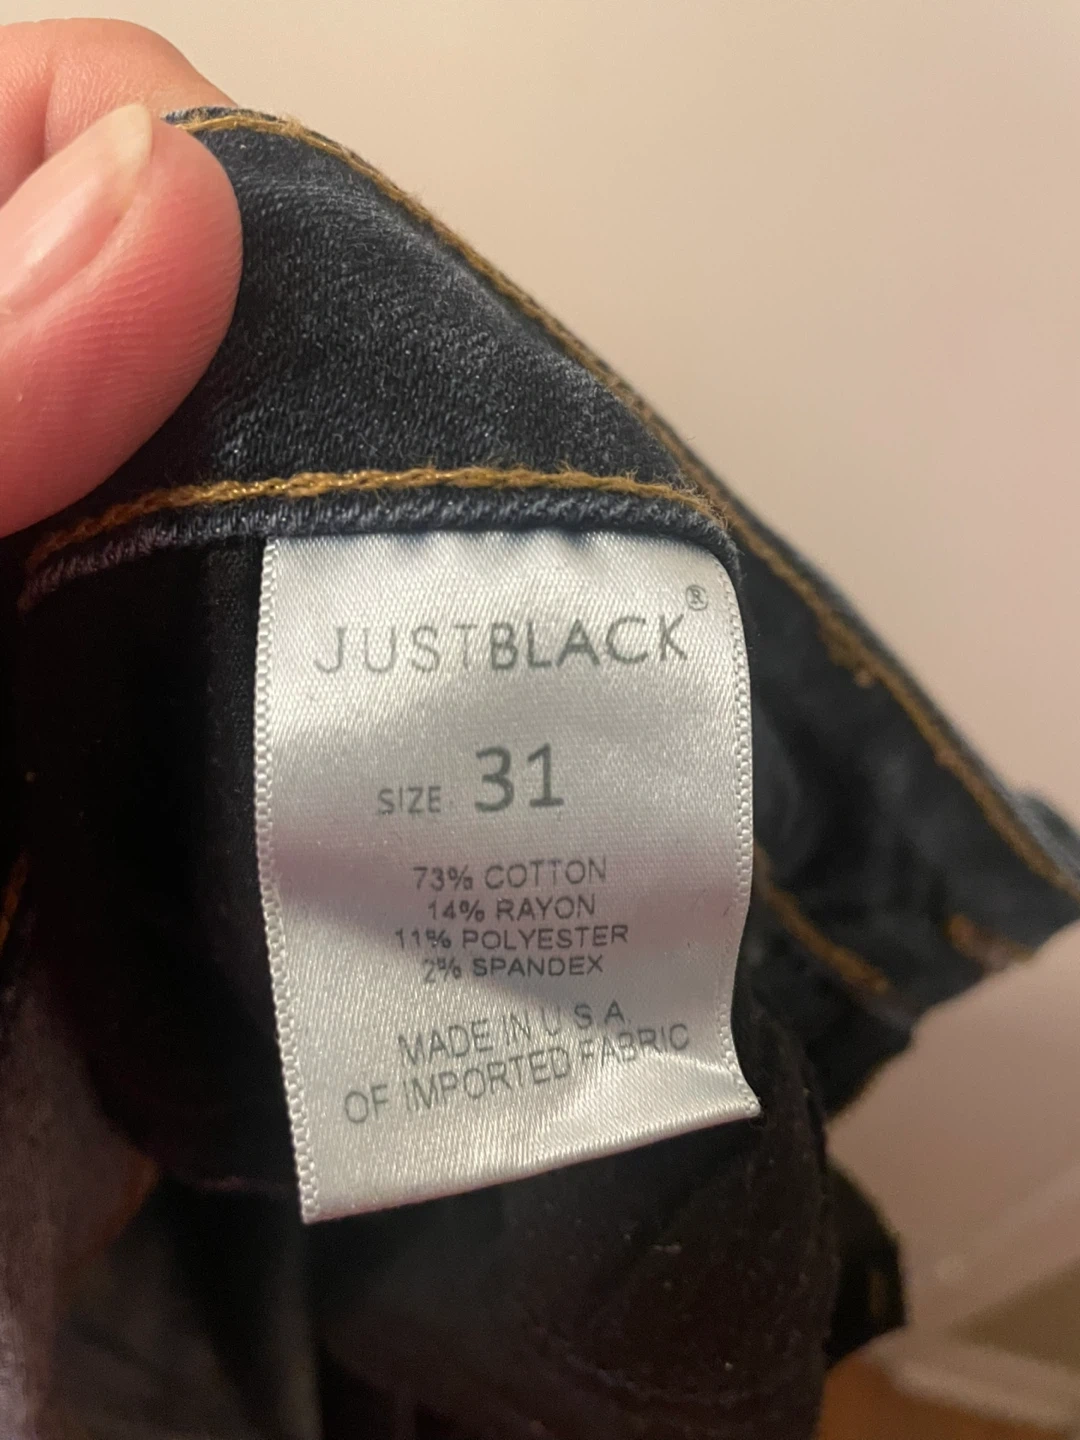 JUSTBLACK®
SIZE 31
73% COTTON
14% RAYON
11% POLYESTER
2% SPANDEX
MADE IN U.S.A.
OF IMPORTED FABRIC